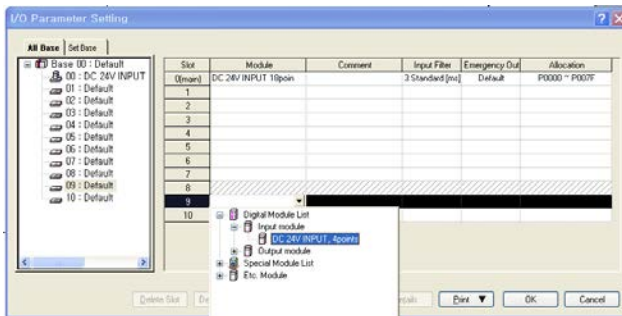 I/O Parameter Setting
All Base Set Base
Base 00 : Default
00 : DC 24V INPUT
01 : Default
02 : Default
03 : Default
04 : Default
05 : Default
06 : Default
07 : Default
08 : Default
09 : Default
10 : Default
Slot Module Comment Input Filter Emergency Out Allocation
0(main) DC 24V INPUT 18poin 3 Standard [ms] Default P0000 ~ P007F
1
2
3
4
5
6
7
8
9
10
Digital Module List
Input module
DC 24V INPUT, 4points
Output module
Special Module List
Etc. Module
Delete Slot De
Print OK Cancel